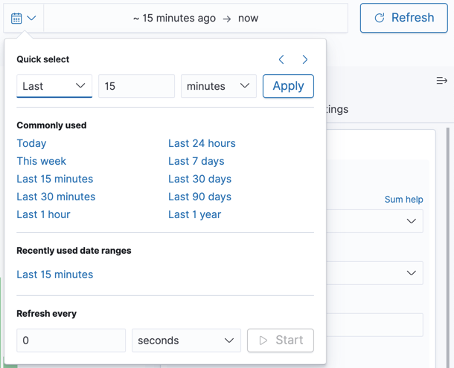 ~ 15 minutes ago → now
Refresh
Quick select
Last 15 minutes Apply
Commonly used
Today Last 24 hours
This week Last 7 days
Last 15 minutes Last 30 days
Last 30 minutes Last 90 days
Last 1 hour Last 1 year
Recently used date ranges
Last 15 minutes
Refresh every
0 seconds Start
tings
Sum help